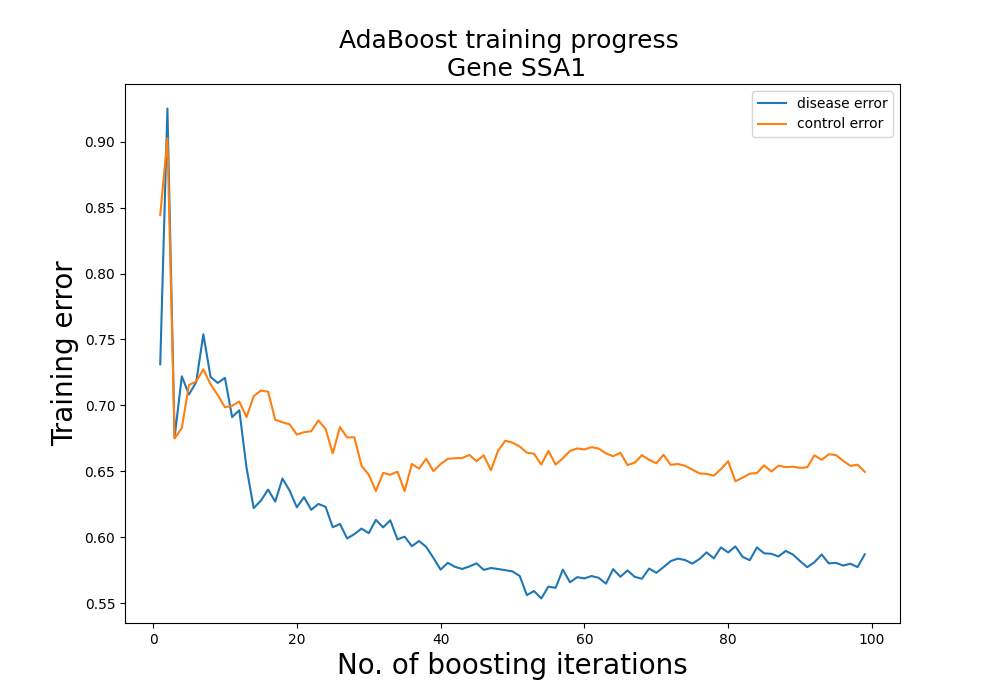 AdaBoost training progress
Gene SSA1
disease error
control error
Training error
0.90
0.85
0.80
0.75
0.70
0.65
0.60
0.55
0
20
40
60
80
100
No. of boosting iterations